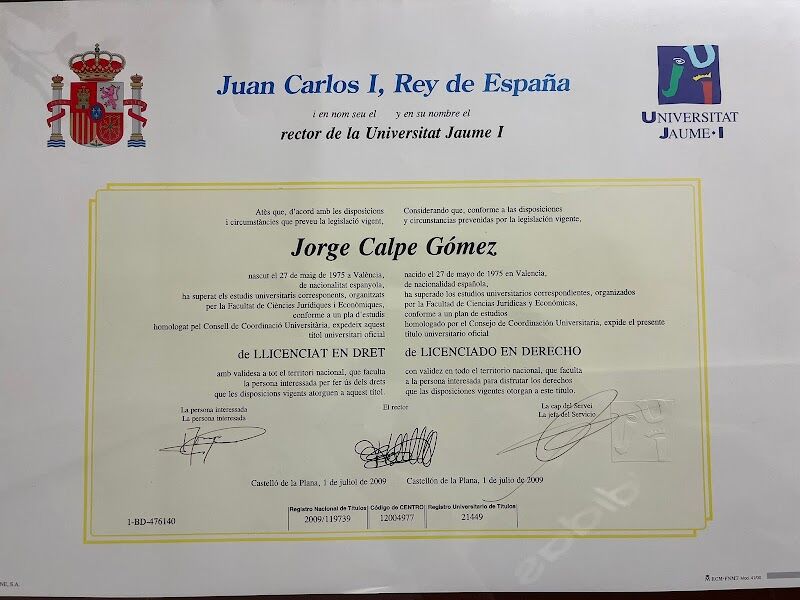 Juan Carlos I, Rey de España
i en nom seu el y en su nombre el
rector de la Universitat Jaume I
UNIVERSITAT
JAUME•I
Atès que, d'acord amb les disposicions
i circumstàncies que preveu la legislació vigent,
Considerando que, conforme a las disposiciones
y circunstancias prevenidas por la legislación vigente,
Jorge Calpe Gómez
nascut el 27 de maig de 1975 a València,
de nacionalitat espanyola,
ha superat els estudis universitaris corresponents, organitzats
per la Facultat de Ciències Jurídiques i Econòmiques,
conforme a un pla d'estudis
homologat pel Consell de Coordinació Universitària, expedeix aquest
títol universitari oficial
de LLICENCIAT EN DRET
amb validesa a tot el territori nacional, que faculta
la persona interessada per fer ús dels drets
que les disposicions vigents atorguen a aquest títol.
nacido el 27 de mayo de 1975 en Valencia,
de nacionalidad española,
ha superado los estudios universitarios correspondientes, organizados
por la Facultad de Ciencias Jurídicas y Económicas,
conforme a un plan de estudios
homologado por el Consejo de Coordinación Universitaria, expide el presente
título universitario oficial
de LICENCIADO EN DERECHO
con validez en todo el territorio nacional, que faculta
a la persona interesada para disfrutar los derechos
que las disposiciones vigentes otorgan a este título.
La persona interessada
La persona interesada
El rector
La cap del Servei
La jefa del Servicio
Castelló de la Plana, 1 de juliol de 2009
Castellón de la Plana, 1 de julio de 2009
1-BD-476140
Registro Nacional de Títulos Código de CENTRO Registro Universitario de Títulos
2009/119739 12004977 21449